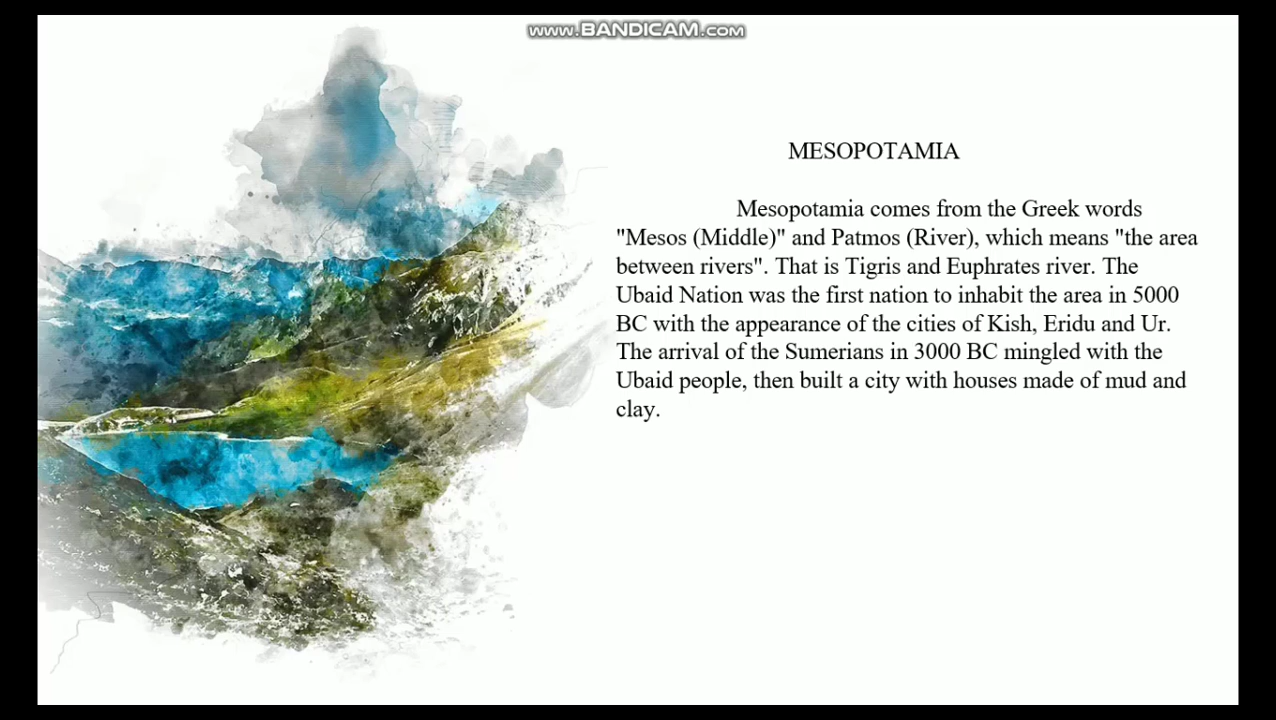 www.BANDICAM.com
MESOPOTAMIA
Mesopotamia comes from the Greek words
"Mesos (Middle)" and Patmos (River), which means "the area
between rivers". That is Tigris and Euphrates river. The
Ubaid Nation was the first nation to inhabit the area in 5000
BC with the appearance of the cities of Kish, Eridu and Ur.
The arrival of the Sumerians in 3000 BC mingled with the
Ubaid people, then built a city with houses made of mud and
clay.